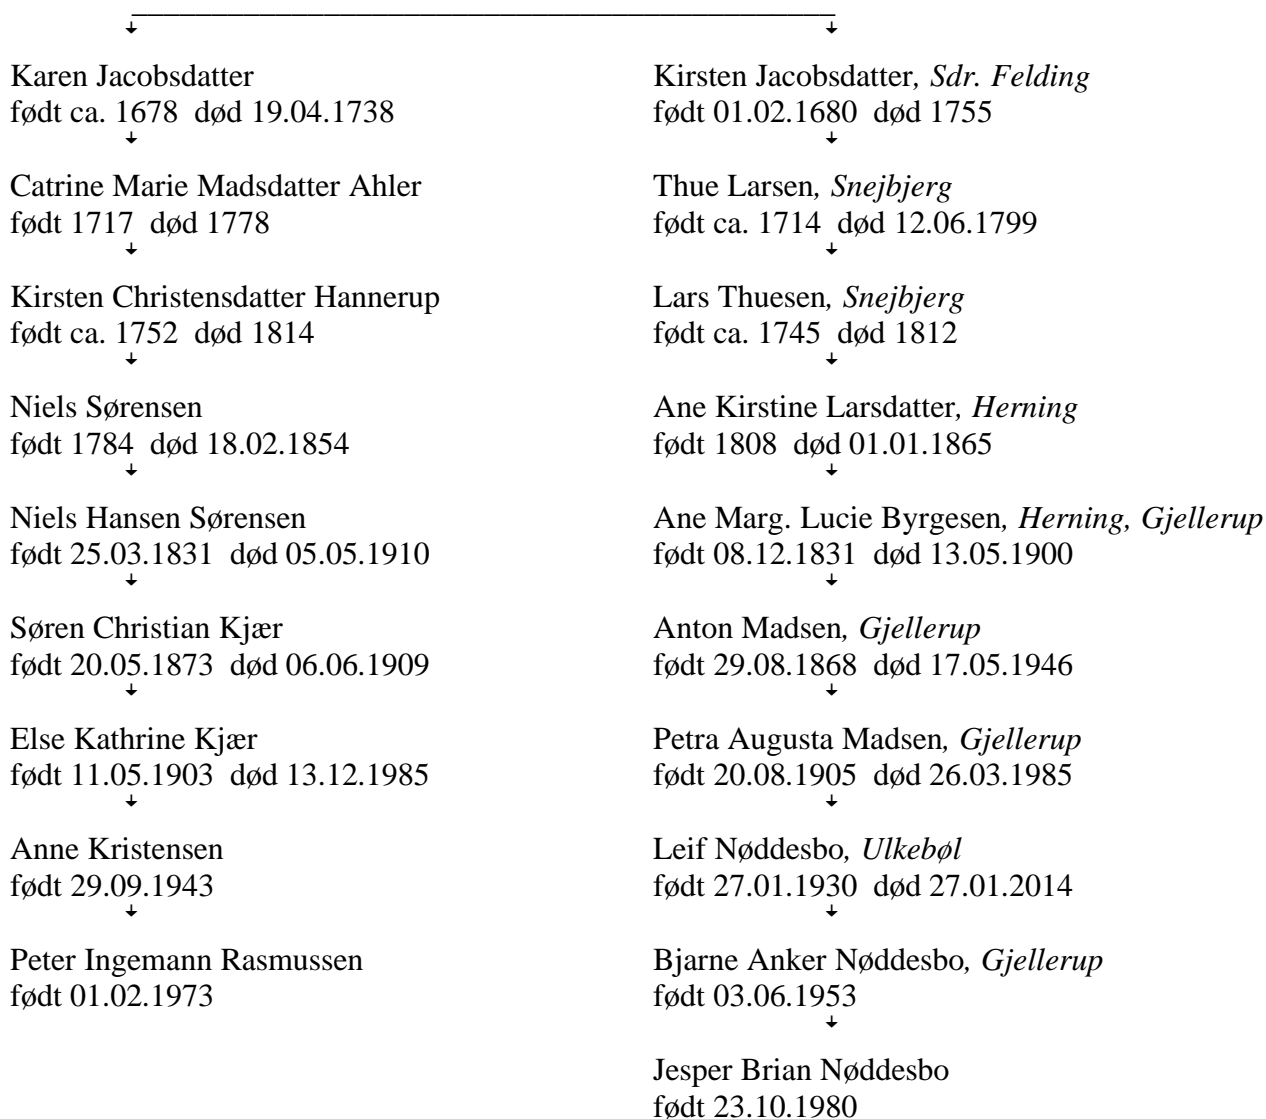 Karen Jacobsdatter
født ca. 1678 død 19.04.1738
Catrine Marie Madsdatter Ahler
født 1717 død 1778
Kirsten Christensdatter Hannerup
født ca. 1752 død 1814
Niels Sørensen
født 1784 død 18.02.1854
Niels Hansen Sørensen
født 25.03.1831 død 05.05.1910
Søren Christian Kjær
født 20.05.1873 død 06.06.1909
Else Kathrine Kjær
født 11.05.1903 død 13.12.1985
Anne Kristensen
født 29.09.1943
Peter Ingemann Rasmussen
født 01.02.1973
Kirsten Jacobsdatter, Sdr. Felding
født 01.02.1680 død 1755
Thue Larsen, Snejbjerg
født ca. 1714 død 12.06.1799
Lars Thuesen, Snejbjerg
født ca. 1745 død 1812
Ane Kirstine Larsdatter, Herning
født 1808 død 01.01.1865
Ane Marg. Lucie Byrgesen, Herning, Gjellerup
født 08.12.1831 død 13.05.1900
Anton Madsen, Gjellerup
født 29.08.1868 død 17.05.1946
Petra Augusta Madsen, Gjellerup
født 20.08.1905 død 26.03.1985
Leif Nøddesbo, Ulkebøl
født 27.01.1930 død 27.01.2014
Bjarne Anker Nøddesbo, Gjellerup
født 03.06.1953
Jesper Brian Nøddesbo
født 23.10.1980